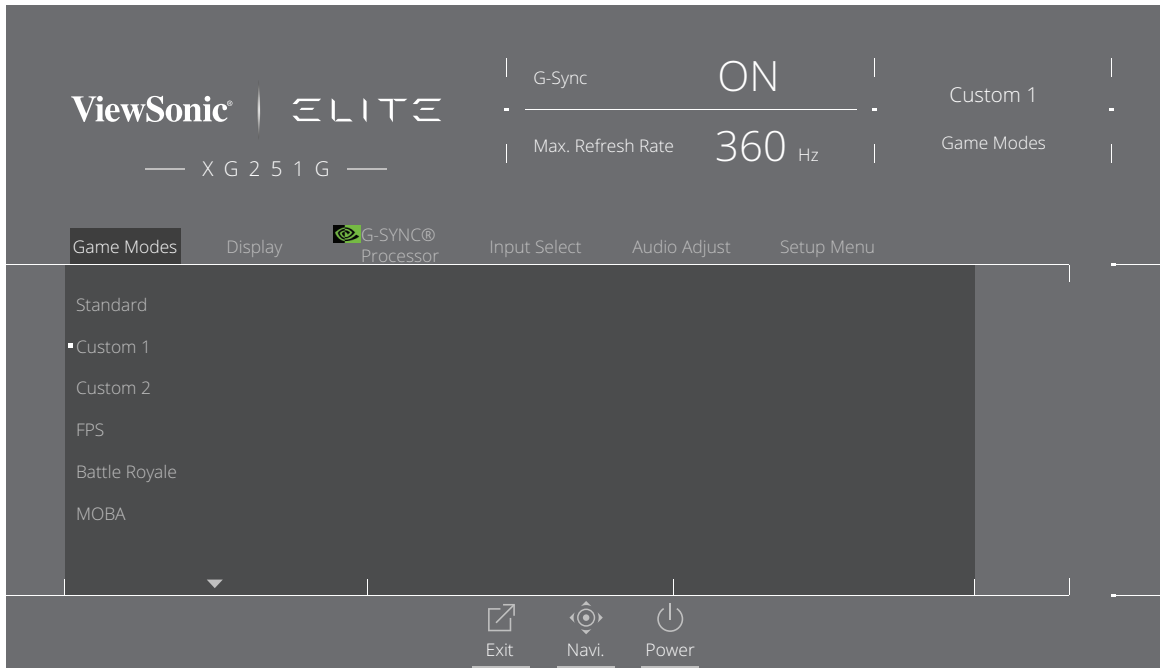 ViewSonic® ELITE
XG251G
G-Sync ON
Max. Refresh Rate 360 Hz
Custom 1
Game Modes
Game Modes Display G-SYNC® Processor Input Select Audio Adjust Setup Menu
Standard
Custom 1
Custom 2
FPS
Battle Royale
MOBA
Exit Navi. Power